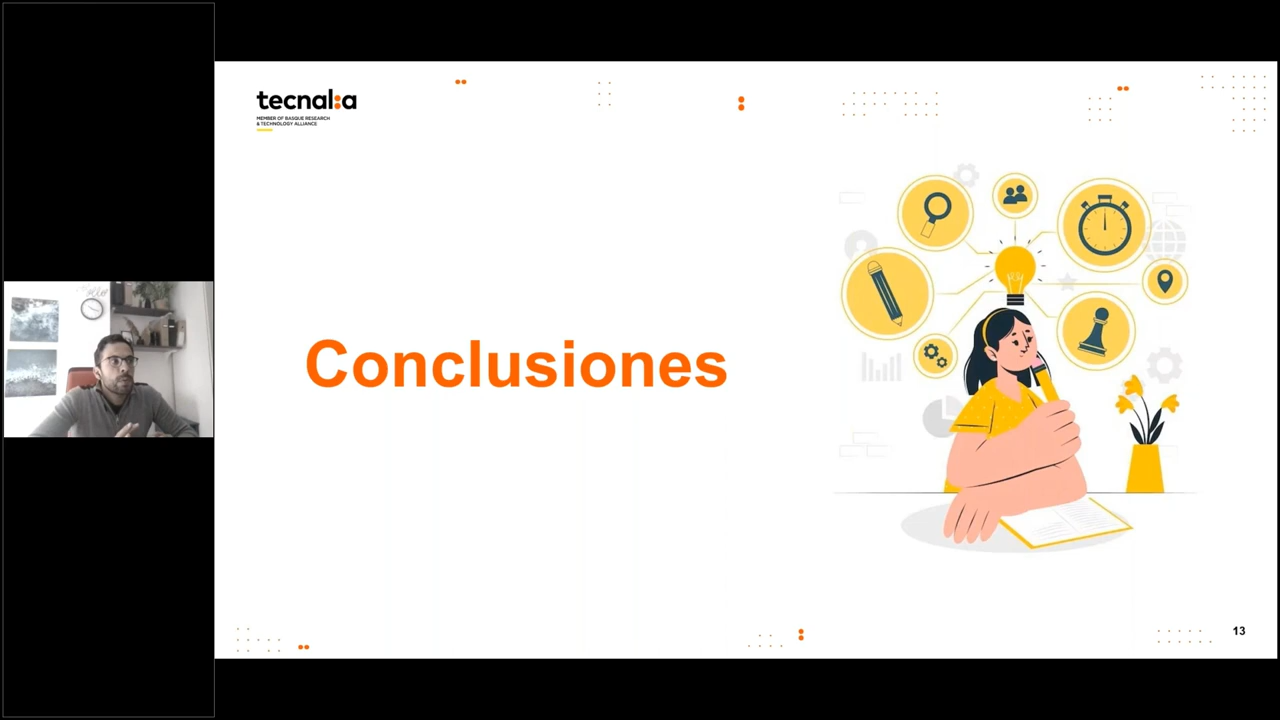 tecnal:a
MEMBER OF BASQUE RESEARCH
& TECHNOLOGY ALLIANCE
Conclusiones
13